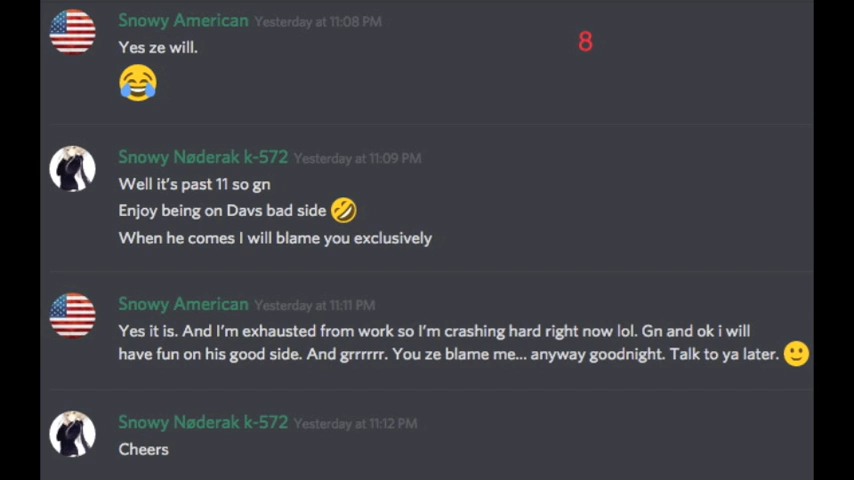 Snowy American Yesterday at 11:08 PM
8
Yes ze will.
😂
Snowy Nøderak k-572 Yesterday at 11:09 PM
Well it's past 11 so gn
Enjoy being on Davs bad side 🤣
When he comes I will blame you exclusively
Snowy American Yesterday at 11:11 PM
Yes it is. And I'm exhausted from work so I'm crashing hard right now lol. Gn and ok i will
have fun on his good side. And grrrrrr. You ze blame me... anyway goodnight. Talk to ya later. 🙂
Snowy Nøderak k-572 Yesterday at 11:12 PM
Cheers